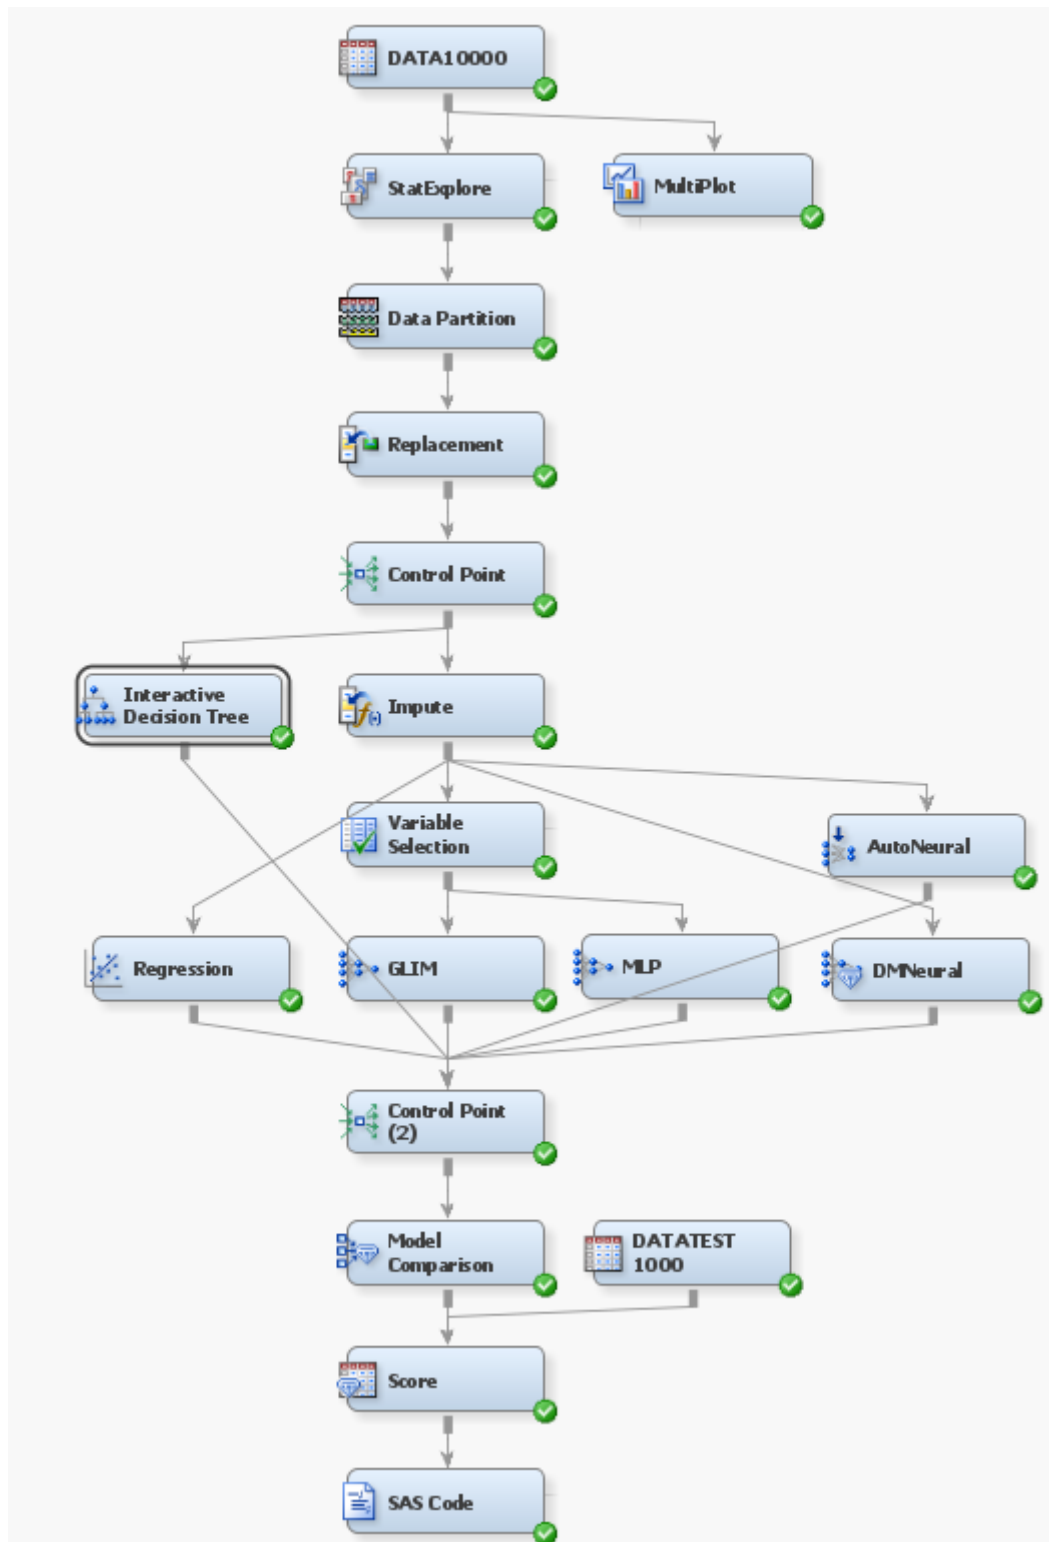 DATA10000
StatExplore
MultiPlot
Data Partition
Replacement
Control Point
Interactive
Decision Tree
Impute
Variable
Selection
AutoNeural
Regression
GLIM
MLP
DMNeural
Control Point
(2)
Model
Comparison
DATATEST
1000
Score
SAS Code